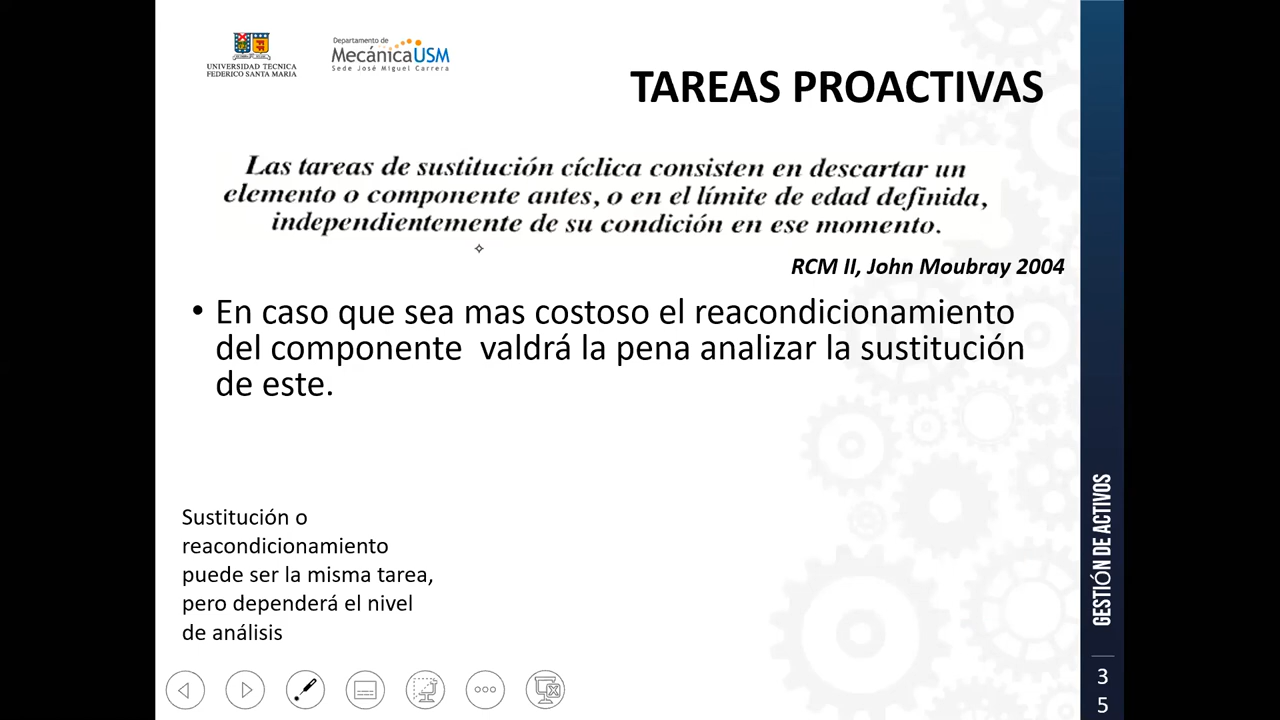 UNIVERSIDAD TECNICA
FEDERICO SANTA MARIA
Departamento de
MecánicaUSM
Sede José Miguel Carrera
TAREAS PROACTIVAS
Las tareas de sustitución cíclica consisten en descartar un
elemento o componente antes, o en el límite de edad definida,
independientemente de su condición en ese momento.
RCM II, John Moubray 2004
• En caso que sea mas costoso el reacondicionamiento
del componente valdrá la pena analizar la sustitución
de este.
Sustitución o
reacondicionamiento
puede ser la misma tarea,
pero dependerá el nivel
de análisis
GESTIÓN DE ACTIVOS
3
5